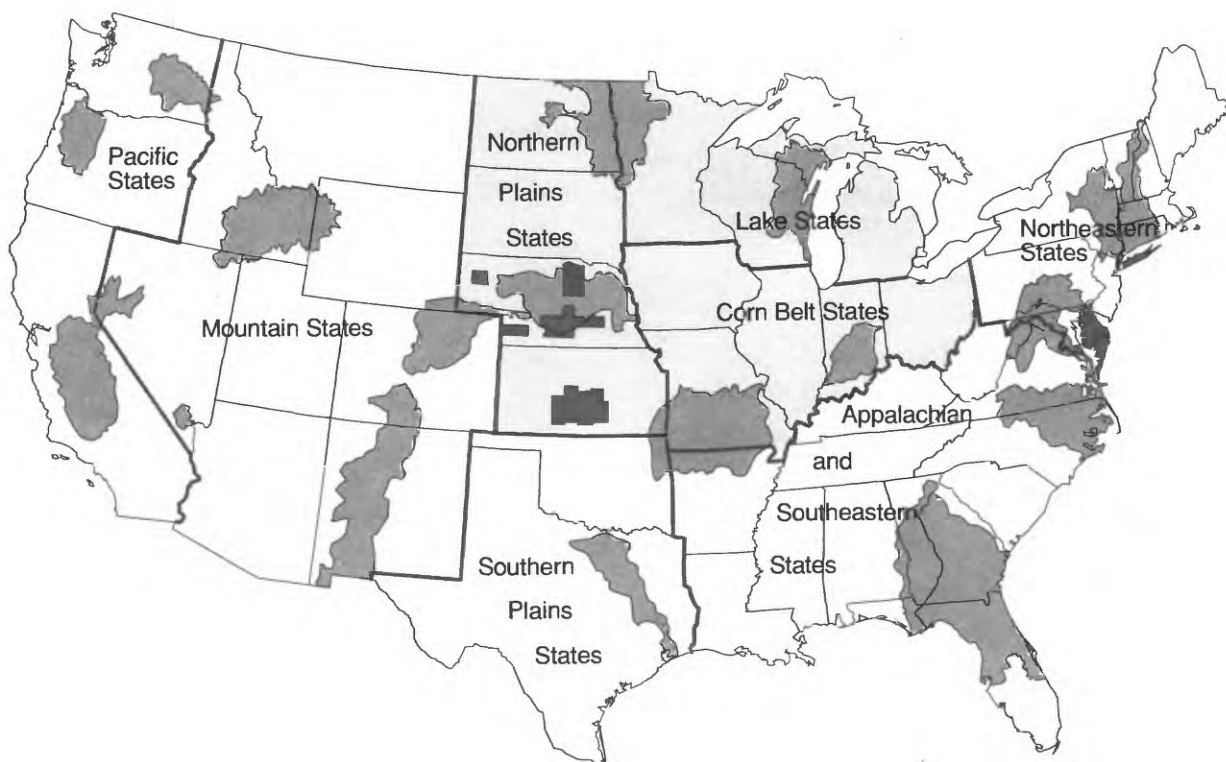 Pacific
States
Mountain States
Northern
Plains
States
Lake States
Corn Belt States
Northeastern
States
Appalachian
and
Southeastern
States
Southern
Plains
States